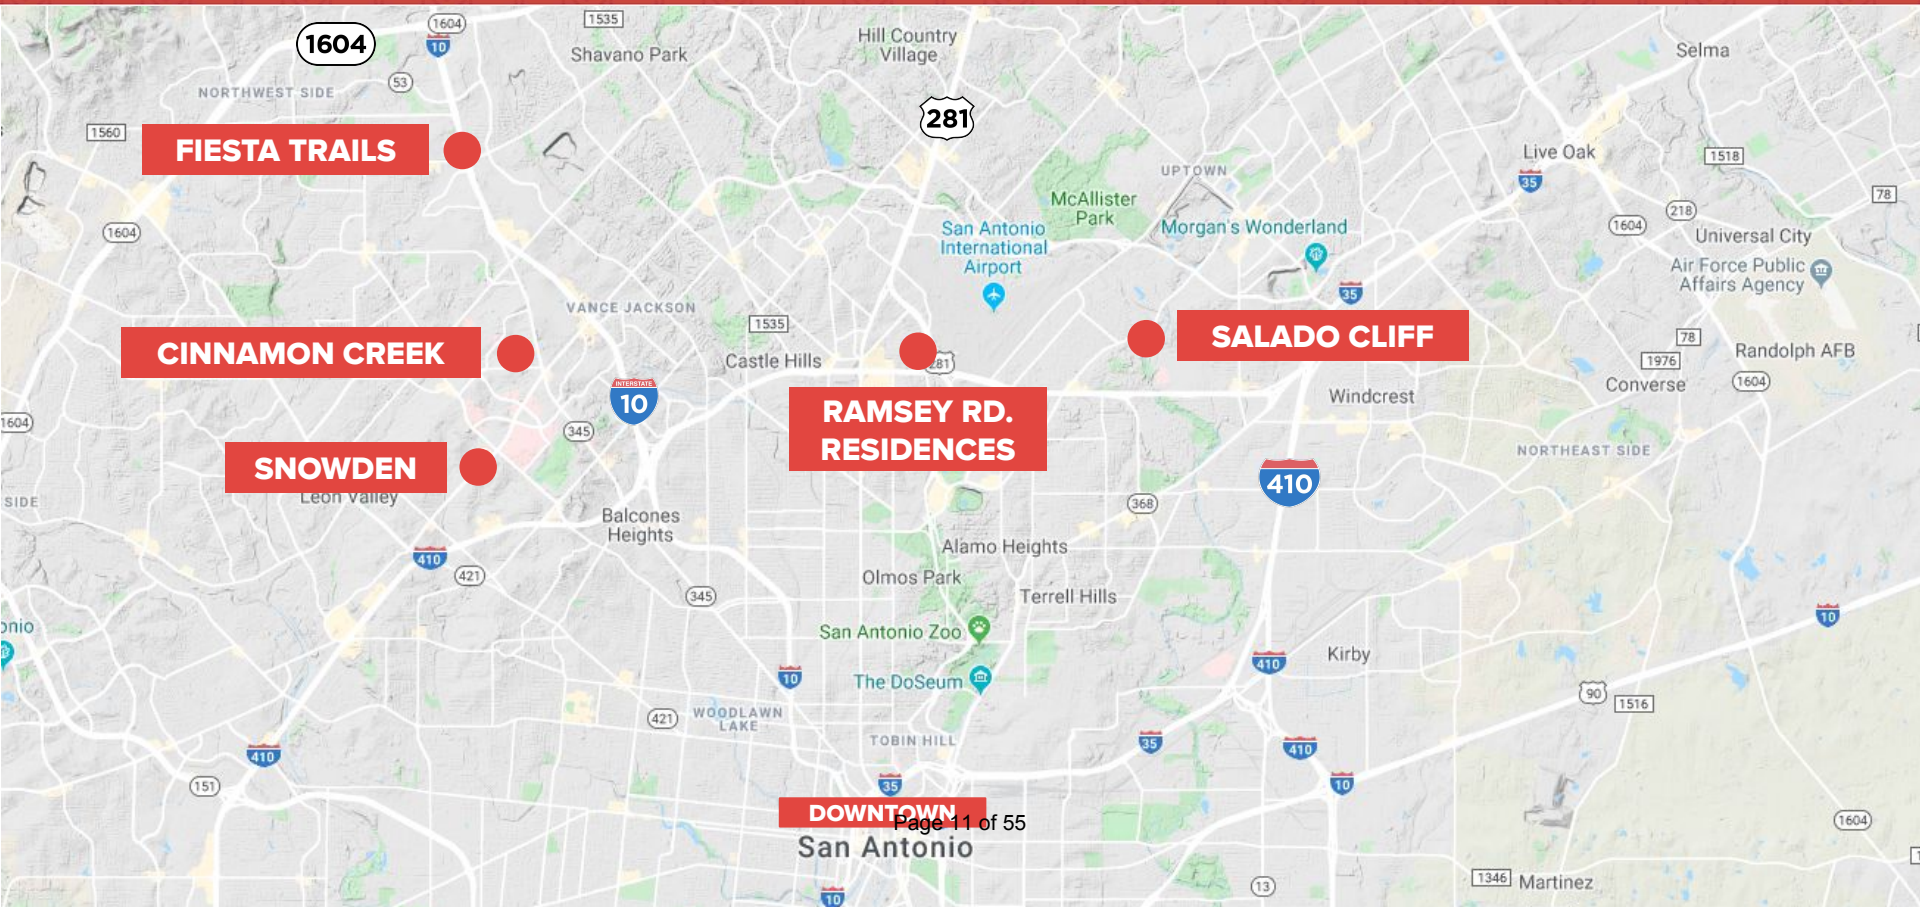 1604
1535
1604
10
Shavano Park
Hill Country
Village
Selma
53
NORTHWEST SIDE
281
1560
FIESTA TRAILS
Live Oak
1518
UPTOWN
35
78
McAllister
Park
218
1604
1604
San Antonio
International
Airport
Morgan's Wonderland
Universal City
Air Force Public
Affairs Agency
35
VANCE JACKSON
1535
SALADO CLIFF
78
CINNAMON CREEK
Castle Hills
281
1976
Randolph AFB
Converse
1604
INTERSTATE
10
Windcrest
RAMSEY RD.
RESIDENCES
1604
345
NORTHEAST SIDE
SNOWDEN
Leon Valley
410
SIDE
368
Balcones
Heights
Alamo Heights
410
421
Olmos Park
345
Terrell Hills
10
onio
San Antonio Zoo
Kirby
410
10
The DoSeum
90
1516
421
WOODLAWN
LAKE
TOBIN HILL
35
410
410
151
35
10
DOWNTOWN
Page 11 of 55
1604
San Antonio
1346
Martinez
13
10